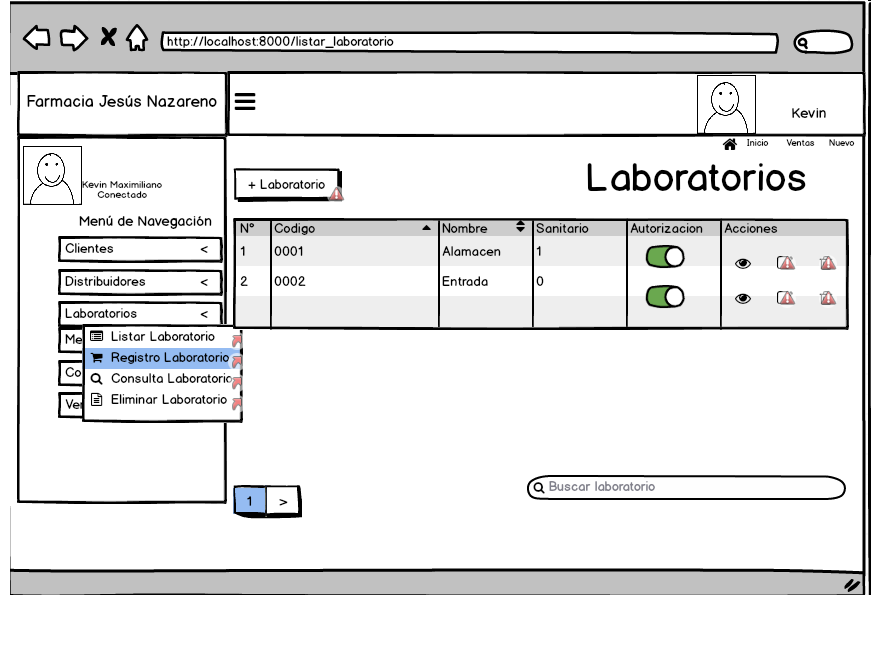 http://localhost:8000/listar_laboratorio
Farmacia Jesús Nazareno
Kevin
Inicio Ventas Nuevo
Kevin Maximiliano
Conectado
+ Laboratorio
Laboratorios
Menú de Navegación
Clientes <
Distribuidores <
Laboratorios <
Me
Co
Ve
Listar Laboratorio
Registro Laboratorio
Consulta Laboratorio
Eliminar Laboratorio
N° Codigo Nombre Sanitario Autorizacion Acciones
1 0001 Alamacen 1
2 0002 Entrada 0
1 >
Buscar laboratorio